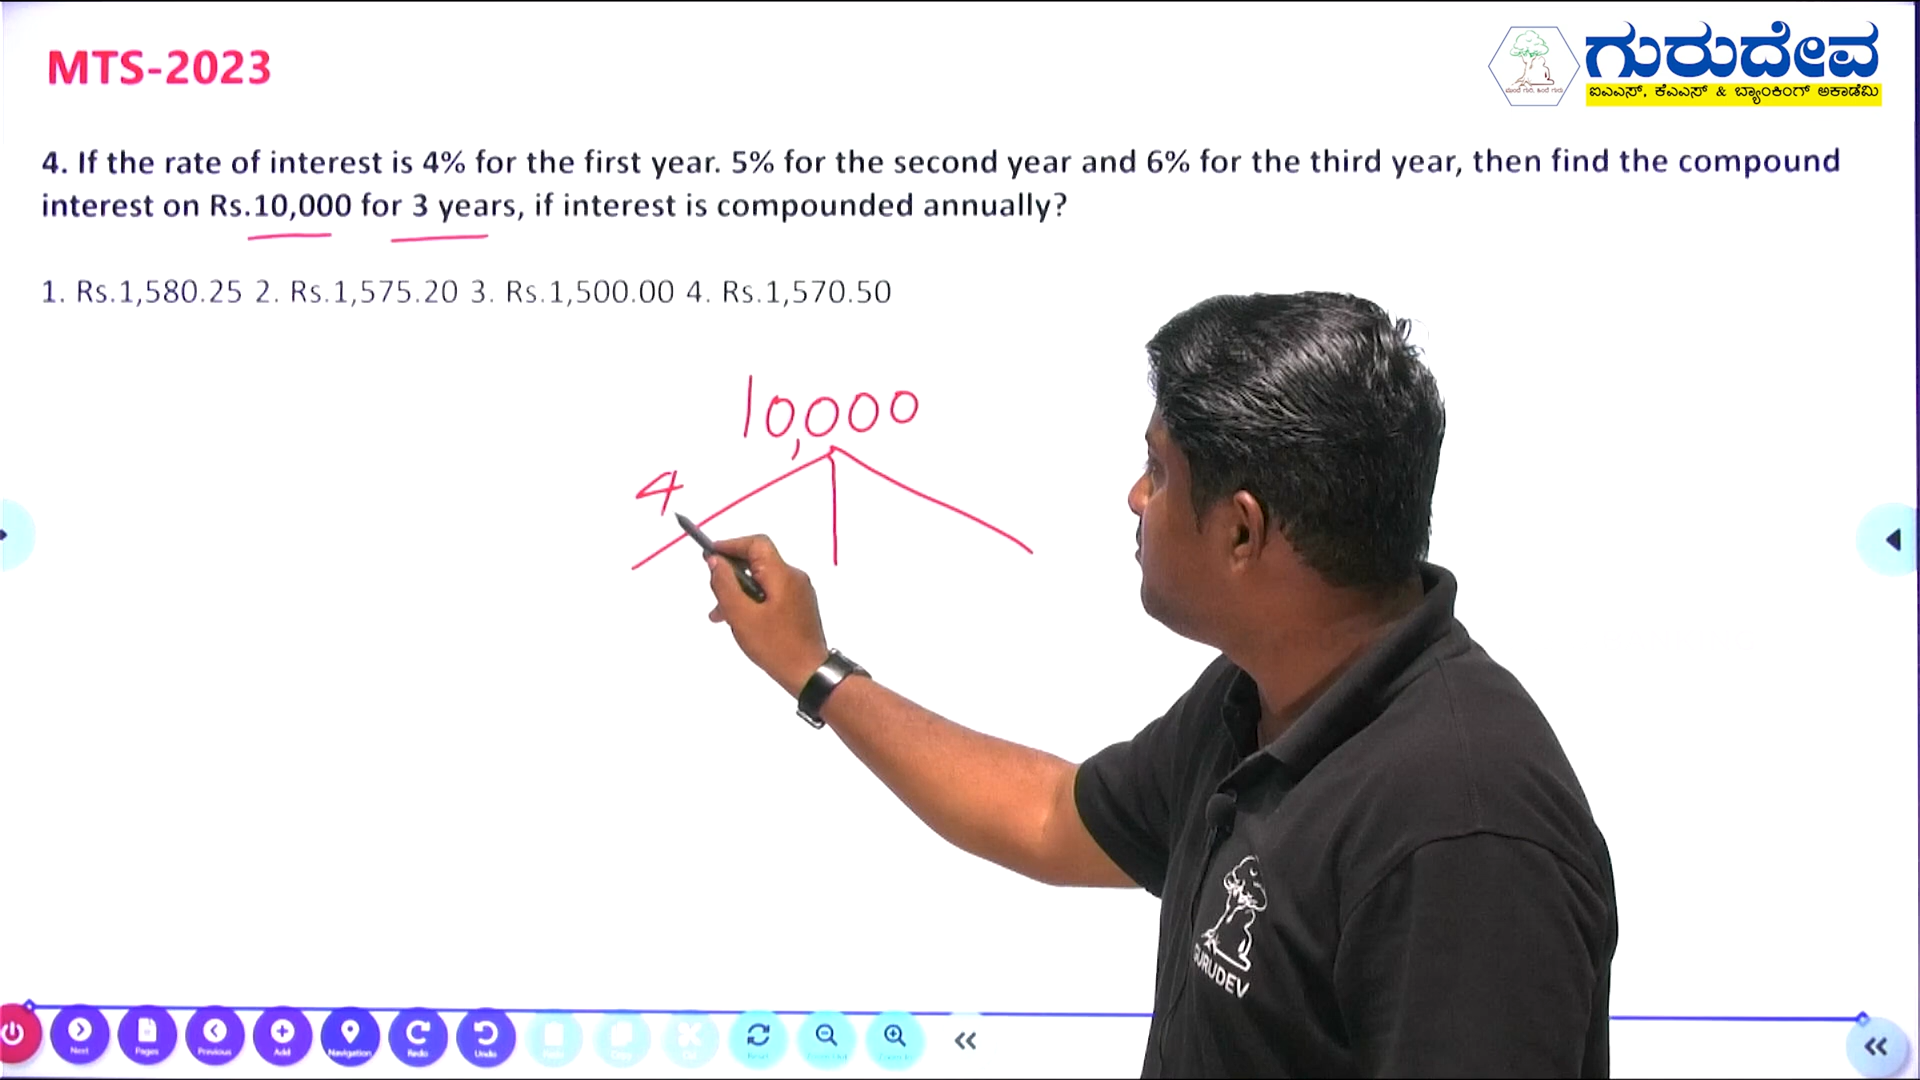 MTS-2023
ಗುರುದೇವ
ಐಎಎಸ್, ಕೆಎಎಸ್ & ಬ್ಯಾಂಕಿಂಗ್ ಅಕಾಡೆಮಿ
4. If the rate of interest is 4% for the first year. 5% for the second year and 6% for the third year, then find the compound
interest on Rs.10,000 for 3 years, if interest is compounded annually?
1. Rs.1,580.25 2. Rs.1,575.20 3. Rs.1,500.00 4. Rs.1,570.50
10,000
4
GURUDEV
Next Pages Previous Add Navigation Redo Undo